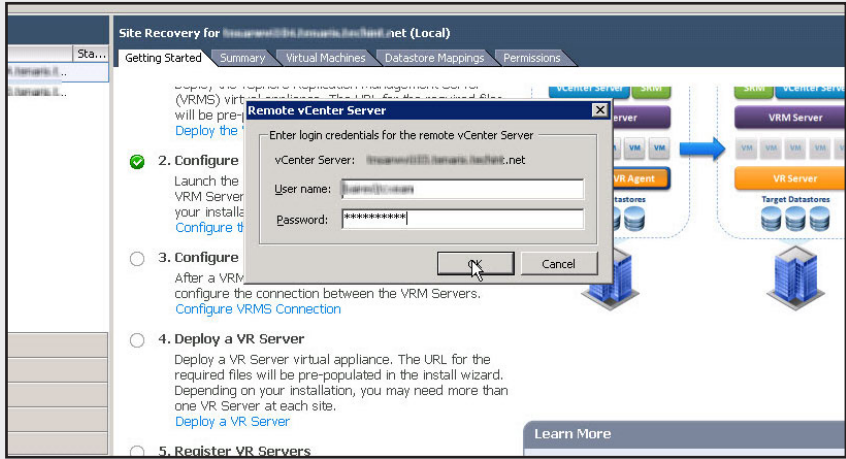 Site Recovery for .net (Local)
Sta...
Getting Started Summary Virtual Machines Datastore Mappings Permissions
(VRMS)
will be pre-
Deploy the
Remote vCenter Server
Enter login credentials for the remote vCenter Server
vCenter Server: .net
User name:
Password: **********
OK Cancel
2. Configure
Launch the
VRM Server
your installa
Configure t
3. Configure
After a VRM
configure the connection between the VRM Servers.
Configure VRMS Connection
4. Deploy a VR Server
Deploy a VR Server virtual appliance. The URL for the
required files will be pre-populated in the install wizard.
Depending on your installation, you may need more than
one VR Server at each site.
Deploy a VR Server
5. Register VR Servers
vCenter Server SRM
erver
VM VM
VR Agent
tastores
SRM vCenter Serve
VRM Server
VM VM VM VM
VR Server
Target Datastores
Learn More